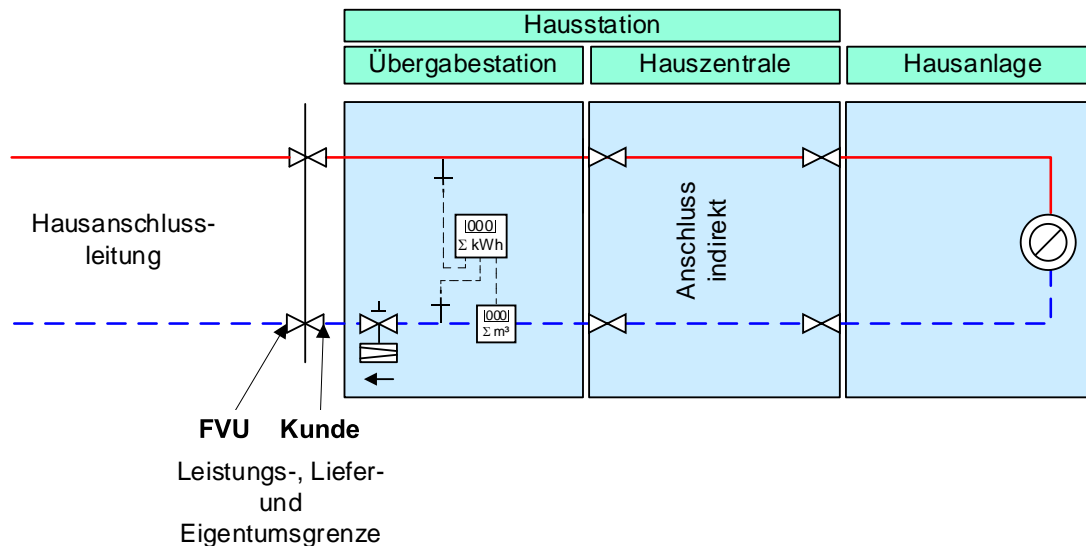 Hausstation
Übergabestation
Hauszentrale
Hausanlage
Hausanschluss-
leitung
|000|
Σ kWh
|000|
Σ m³
Anschluss
indirekt
FVU
Kunde
Leistungs-, Liefer-
und
Eigentumsgrenze